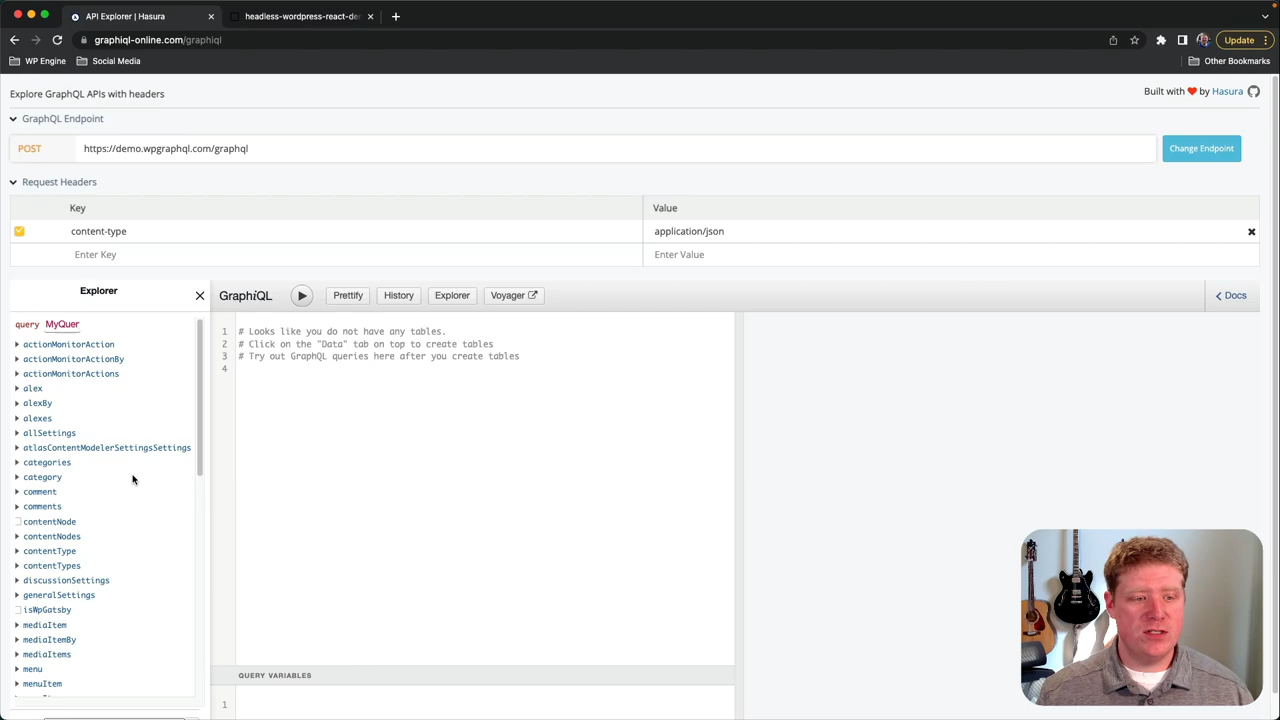 API Explorer | Hasura
headless-wordpress-react-der
graphiql-online.com/graphiql
Update
WP Engine
Social Media
Other Bookmarks
Explore GraphQL APIs with headers
Built with ❤ by Hasura
GraphQL Endpoint
POST
https://demo.wpgraphql.com/graphql
Change Endpoint
Request Headers
Key
Value
content-type
application/json
Enter Key
Enter Value
Explorer
GraphiQL
Prettify
History
Explorer
Voyager
Docs
query MyQuer
actionMonitorAction
actionMonitorActionBy
actionMonitorActions
alex
alexBy
alexes
allSettings
atlasContentModelerSettingsSettings
categories
category
comment
comments
contentNode
contentNodes
contentType
contentTypes
discussionSettings
generalSettings
isWpGatsby
mediaItem
mediaItemBy
mediaItems
menu
menuItem
1 # Looks like you do not have any tables.
2 # Click on the "Data" tab on top to create tables
3 # Try out GraphQL queries here after you create tables
4
QUERY VARIABLES
1